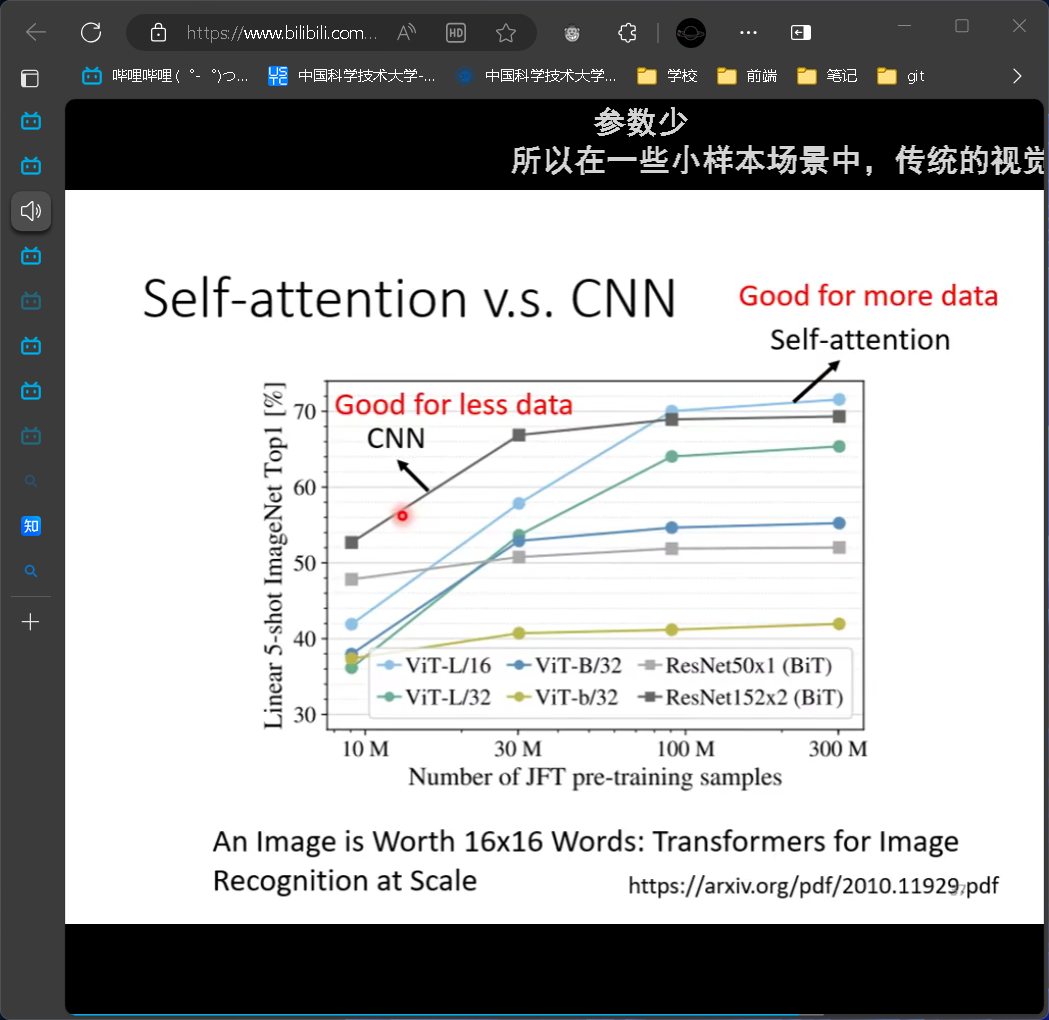 https://www.bilibili.com...
A
HD
哔哩哔哩 (゜-゜)つ...
中国科学技术大学-...
中国科学技术大学...
学校
前端
笔记
git
参数少
所以在一些小样本场景中，传统的视觉
知
Self-attention v.s. CNN
Good for more data
Self-attention
Good for less data
CNN
Linear 5-shot ImageNet Top1 [%]
70
60
50
40
30
ViT-L/16
ViT-B/32
ResNet50x1 (BiT)
ViT-L/32
ViT-b/32
ResNet152x2 (BiT)
10 M
30 M
100 M
300 M
Number of JFT pre-training samples
An Image is Worth 16x16 Words: Transformers for Image
Recognition at Scale
https://arxiv.org/pdf/2010.11929.pdf